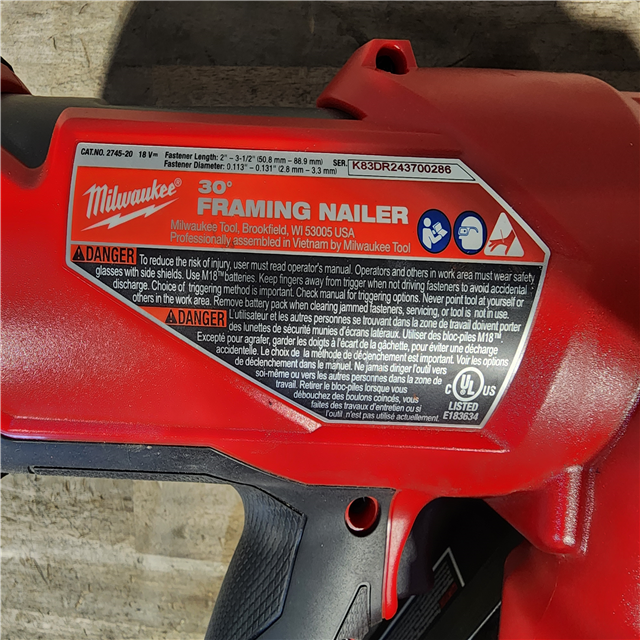 CAT.NO. 2745-20 18 V⎓ Fastener Length: 2" – 3-1/2" (50.8 mm – 88.9 mm) SER. K83DR243700286
Fastener Diameter: 0.113" – 0.131" (2.8 mm – 3.3 mm)
Milwaukee®
30°
FRAMING NAILER
Milwaukee Tool, Brookfield, WI 53005 USA
Professionally assembled in Vietnam by Milwaukee Tool
DANGER To reduce the risk of injury, user must read operator's manual. Operators and others in work area must wear safety
glasses with side shields. Use M18™ batteries. Keep fingers away from trigger when not driving fasteners to avoid accidental
discharge. Choice of triggering method is important. Check manual for triggering options. Never point tool at yourself or
others in the work area. Remove battery pack when clearing jammed fasteners, servicing, or tool is not in use.
DANGER L'utilisateur et les autres personnes se trouvant dans la zone de travail doivent porter
des lunettes de sécurité munies d'écrans latéraux. Utiliser des bloc-piles M18™.
Excepté pour agrafer, garder les doigts à l'écart de la gâchette, pour éviter une décharge
accidentelle. Le choix de la méthode de déclenchement est important. Voir les options
de déclenchement dans le manuel. Ne jamais diriger l'outil vers
soi-même ou vers les autres personnes dans la zone de
travail. Retirer le bloc-piles lorsque vous
débouchez des boulons coincés, vous
faites des travaux d'entretien ou si
l'outil n'est pas utilisé actuellement.
C UL US
LISTED
E183634